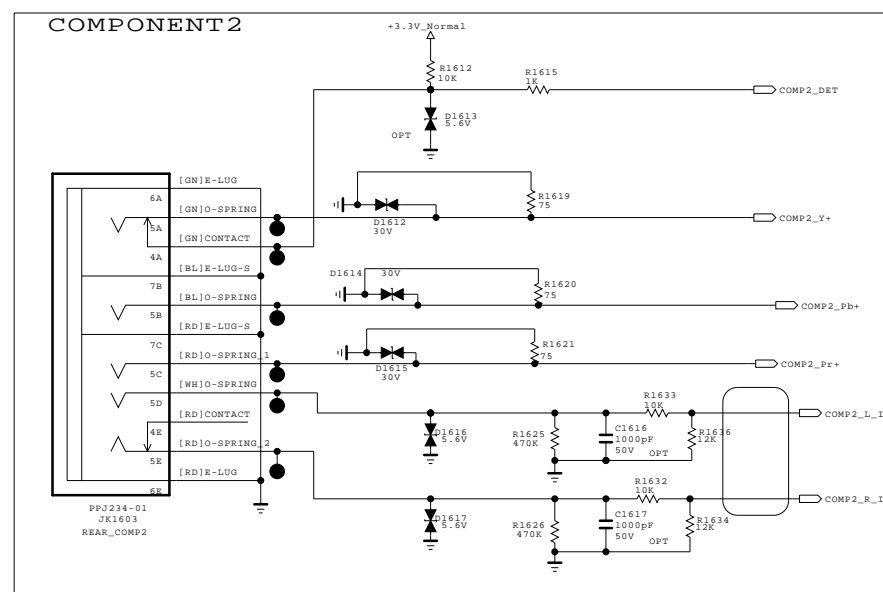 COMPONENT2
+3.3V_Normal
R1612
10K
R1615
1K
COMP2_DET
D1613
5.6V
OPT
[GN]E-LUG
6A
[GN]O-SPRING
5A
[GN]CONTACT
4A
[BL]E-LUG-S
7B
[BL]O-SPRING
5B
[RD]E-LUG-S
7C
[RD]O-SPRING_1
5C
[WH]O-SPRING
5D
[RD]CONTACT
4E
[RD]O-SPRING_2
5E
[RD]E-LUG
6E
PPJ234-01
JK1603
REAR_COMP2
R1619
75
D1612
30V
COMP2_Y+
D1614
30V
R1620
75
COMP2_Pb+
R1621
75
D1615
30V
COMP2_Pr+
R1633
10K
COMP2_L_I
D1616
5.6V
R1625
470K
C1616
1000pF
50V
OPT
R1636
12K
R1632
10K
COMP2_R_I
D1617
5.6V
R1626
470K
C1617
1000pF
50V
OPT
R1634
12K